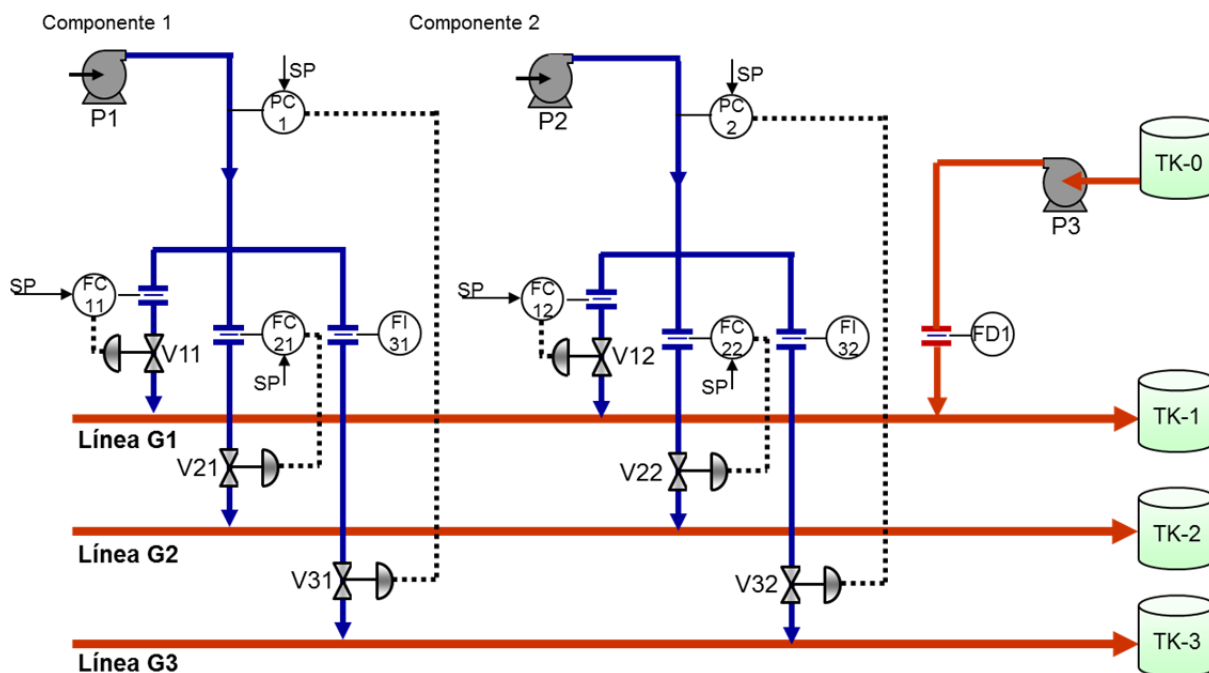 Componente 1
Componente 2
SP
SP
PC
1
PC
2
P1
P2
TK-0
P3
SP
FC
11
SP
FC
12
FC
21
FI
31
FC
22
FI
32
FD1
V11
V12
SP
SP
TK-1
Línea G1
V21
V22
TK-2
Línea G2
V31
V32
TK-3
Línea G3